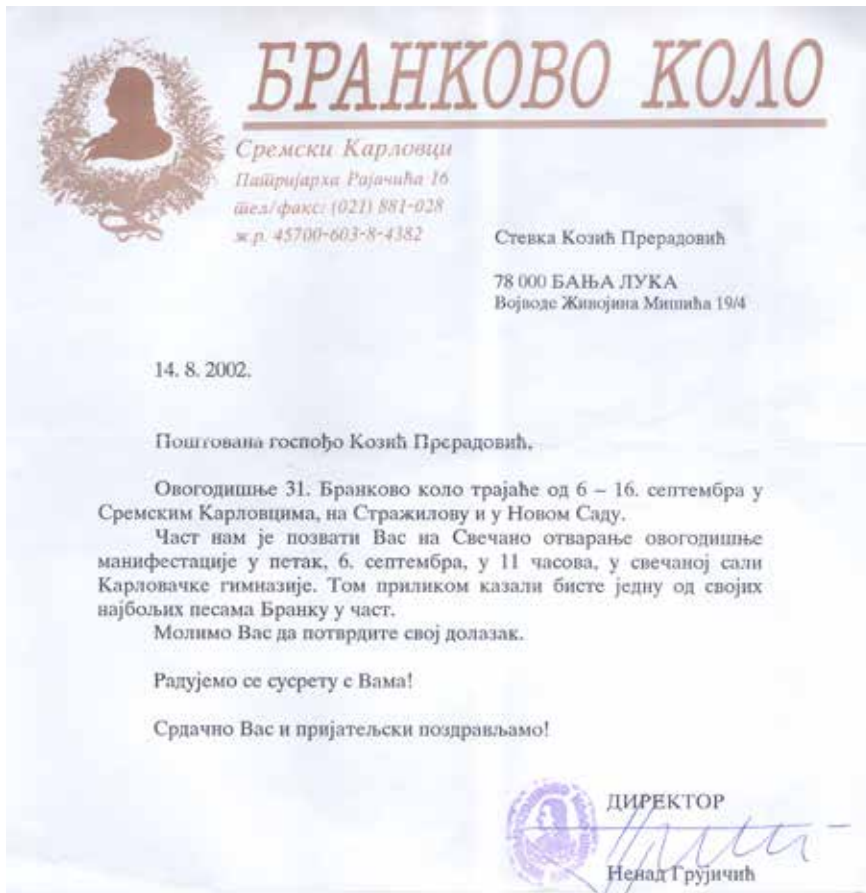 БРАНКОВО КОЛО
Сремски Карловци
Патријарха Рајачића 16
тел/факс: (021) 881-028
ж.р. 45700-603-8-4382
Стевка Козић Прерадовић
78 000 БАЊА ЛУКА
Војводе Живојина Мишића 19/4
14. 8. 2002.
Поштована госпођо Козић Прерадовић,
Овогодишње 31. Бранково коло трајаће од 6 – 16. септембра у
Сремским Карловцима, на Стражилову и у Новом Саду.
Част нам је позвати Вас на Свечано отварање овогодишње
манифестације у петак, 6. септембра, у 11 часова, у свечаној сали
Карловачке гимназије. Том приликом казали бисте једну од својих
најбољих песама Бранку у част.
Молимо Вас да потврдите свој долазак.
Радујемо се сусрету с Вама!
Срдачно Вас и пријатељски поздрављамо!
ДИРЕКТОР
Ненад Грујичић